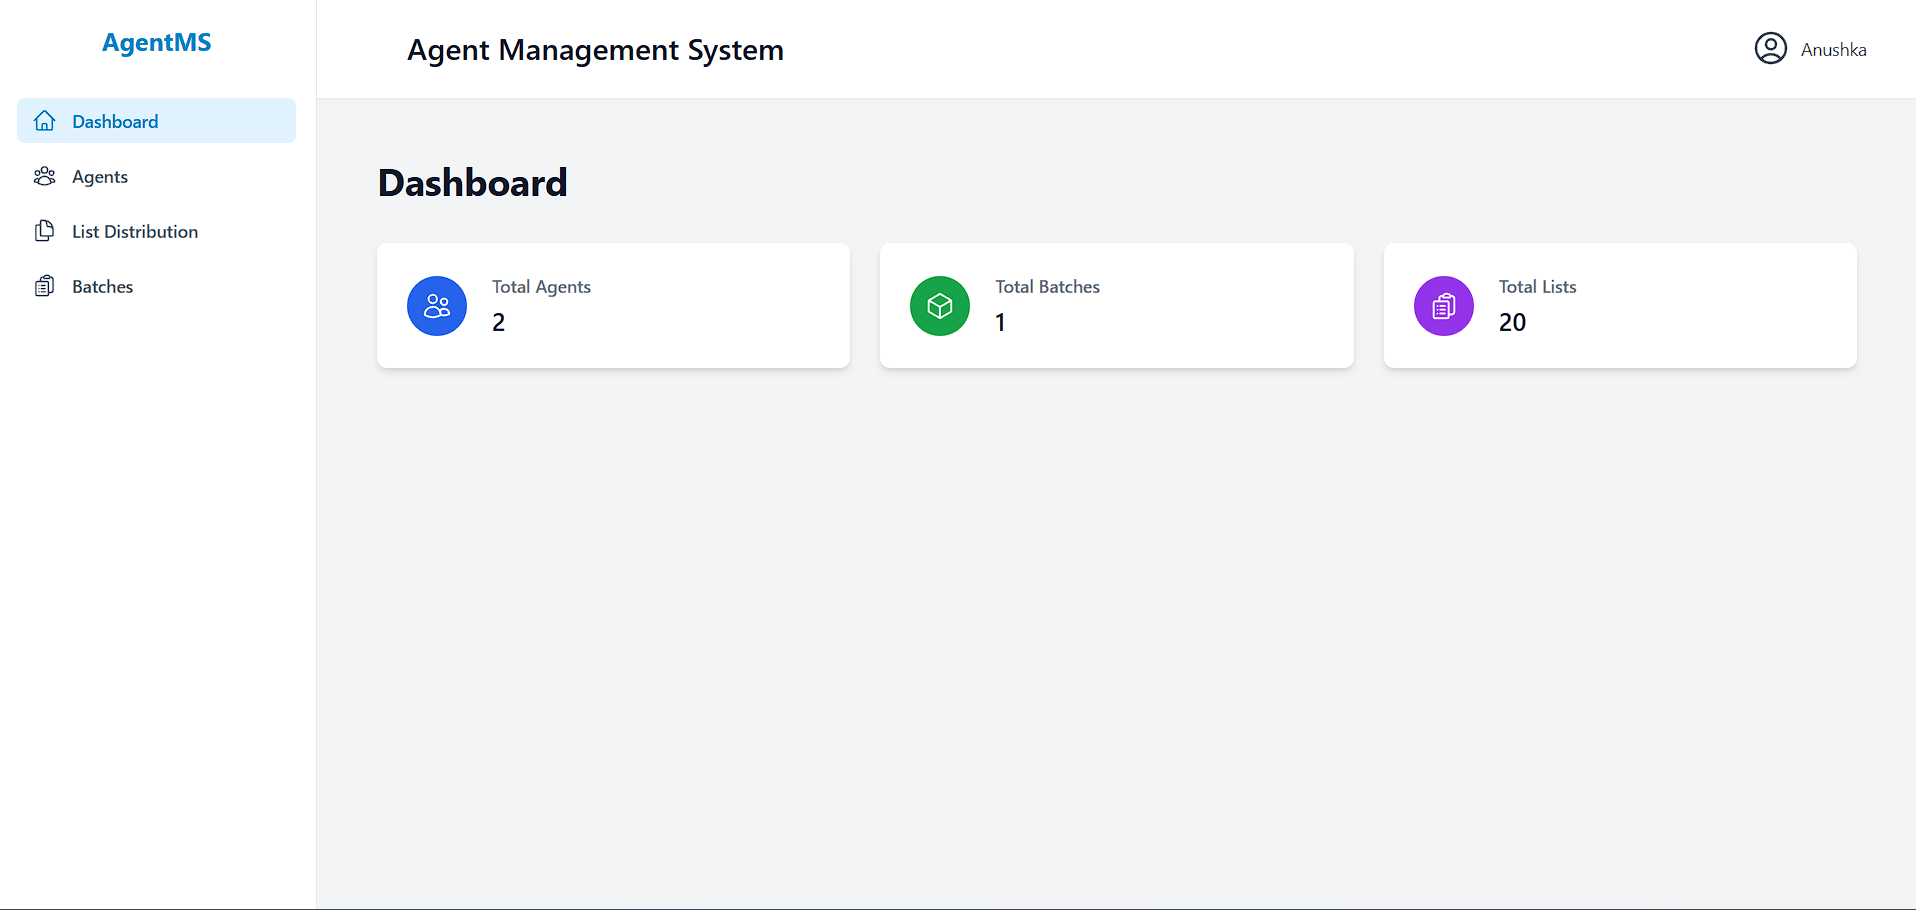 AgentMS
Agent Management System
Anushka
Dashboard
Agents
List Distribution
Batches
Dashboard
Total Agents
2
Total Batches
1
Total Lists
20